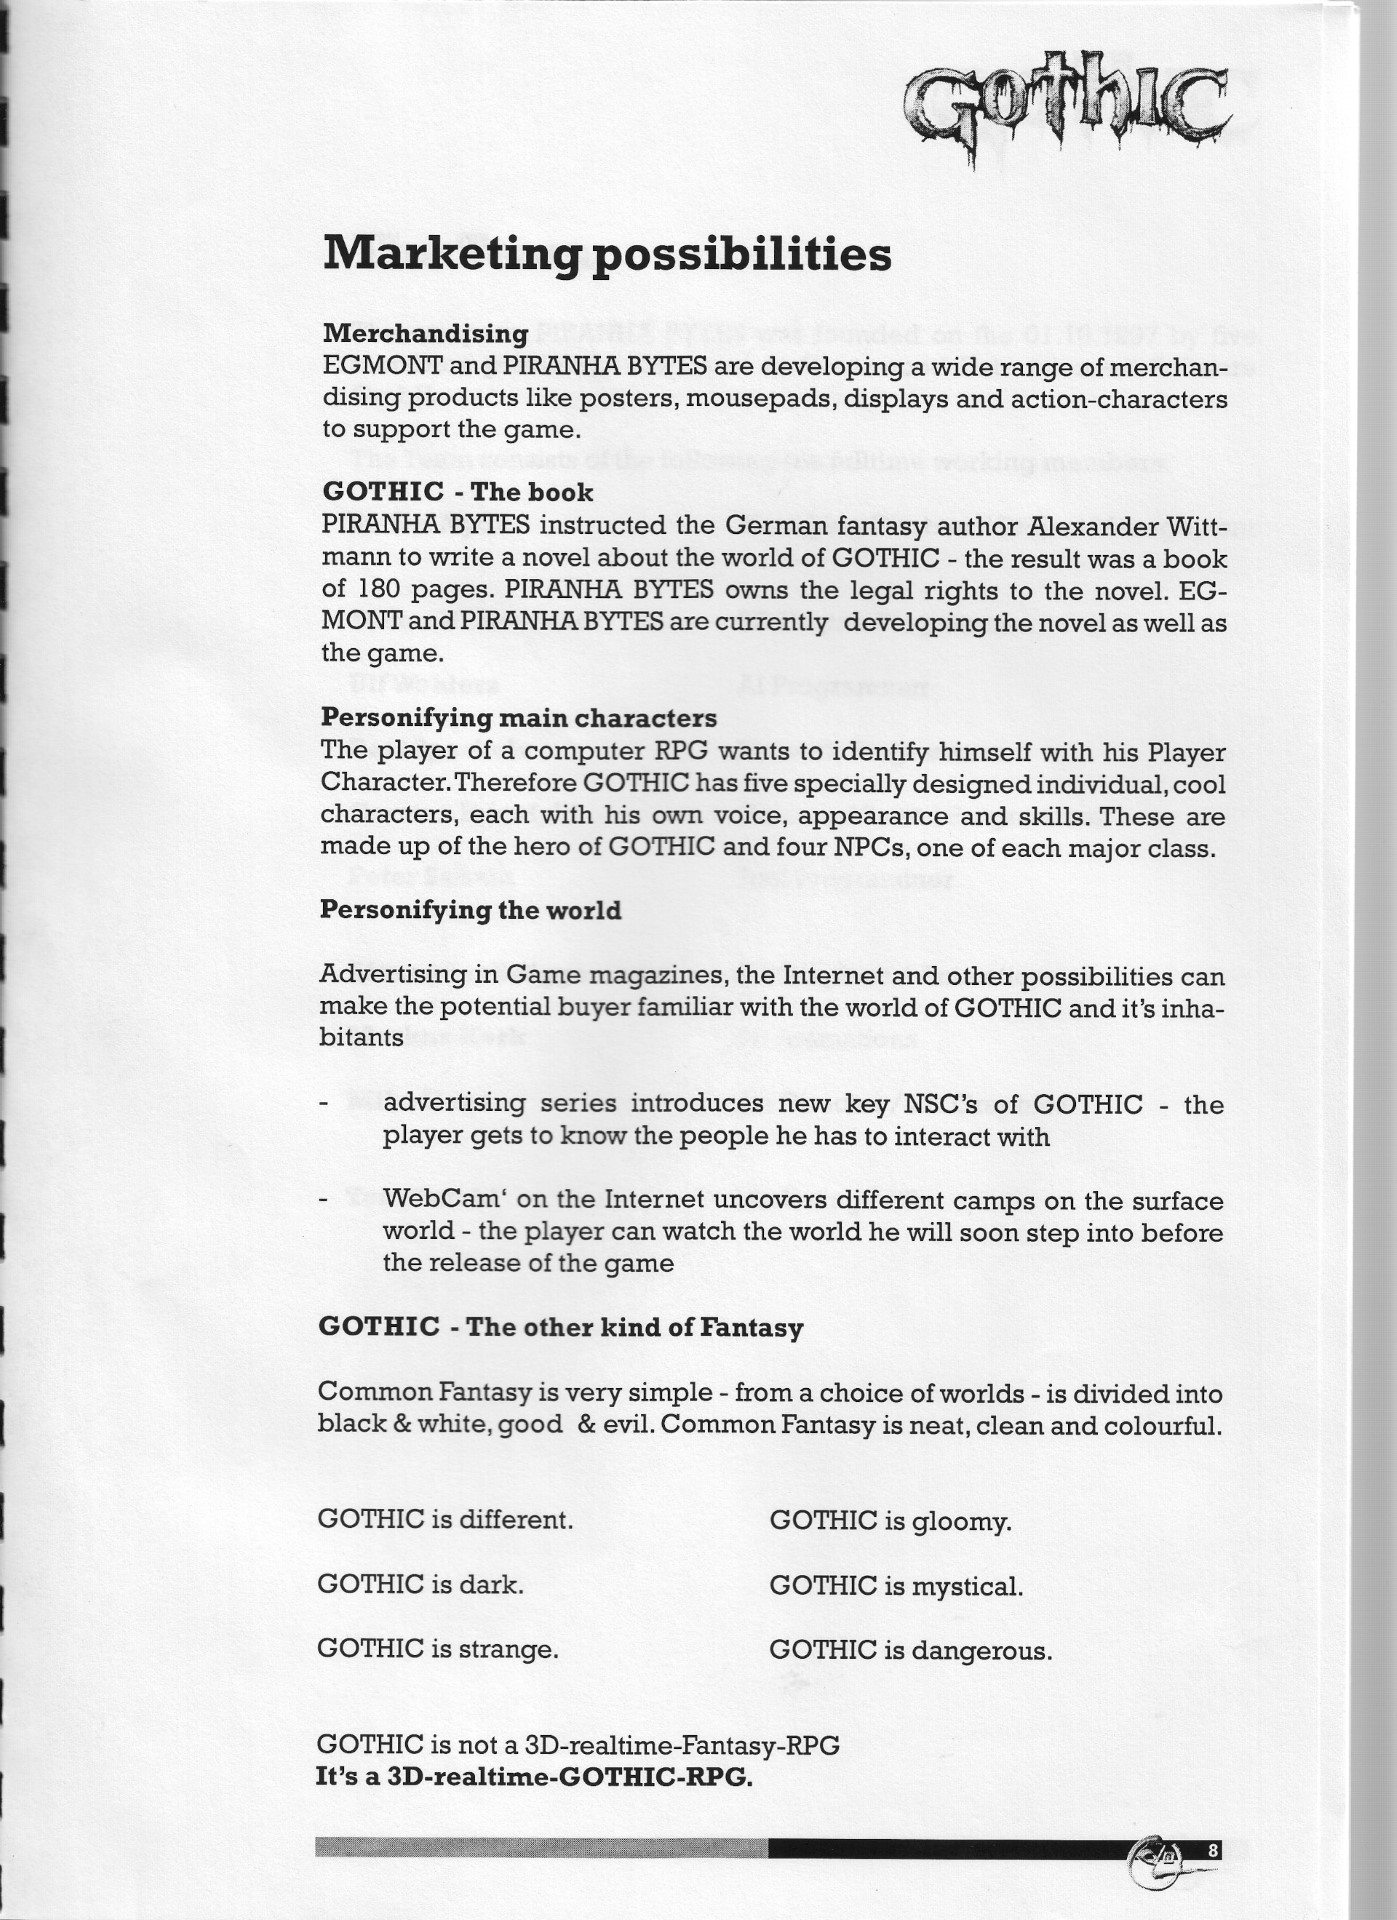 GOTHIC
Marketing possibilities
Merchandising
EGMONT and PIRANHA BYTES are developing a wide range of merchan-
dising products like posters, mousepads, displays and action-characters
to support the game.
GOTHIC - The book
PIRANHA BYTES instructed the German fantasy author Alexander Witt-
mann to write a novel about the world of GOTHIC - the result was a book
of 180 pages. PIRANHA BYTES owns the legal rights to the novel. EG-
MONT and PIRANHA BYTES are currently developing the novel as well as
the game.
Personifying main characters
The player of a computer RPG wants to identify himself with his Player
Character. Therefore GOTHIC has five specially designed individual, cool
characters, each with his own voice, appearance and skills. These are
made up of the hero of GOTHIC and four NPCs, one of each major class.
Personifying the world
Advertising in Game magazines, the Internet and other possibilities can
make the potential buyer familiar with the world of GOTHIC and it's inha-
bitants
- advertising series introduces new key NSC's of GOTHIC - the
player gets to know the people he has to interact with
- WebCam‘ on the Internet uncovers different camps on the surface
world - the player can watch the world he will soon step into before
the release of the game
GOTHIC - The other kind of Fantasy
Common Fantasy is very simple - from a choice of worlds - is divided into
black & white, good & evil. Common Fantasy is neat, clean and colourful.
GOTHIC is different. GOTHIC is gloomy.
GOTHIC is dark. GOTHIC is mystical.
GOTHIC is strange. GOTHIC is dangerous.
GOTHIC is not a 3D-realtime-Fantasy-RPG
It's a 3D-realtime-GOTHIC-RPG.
8